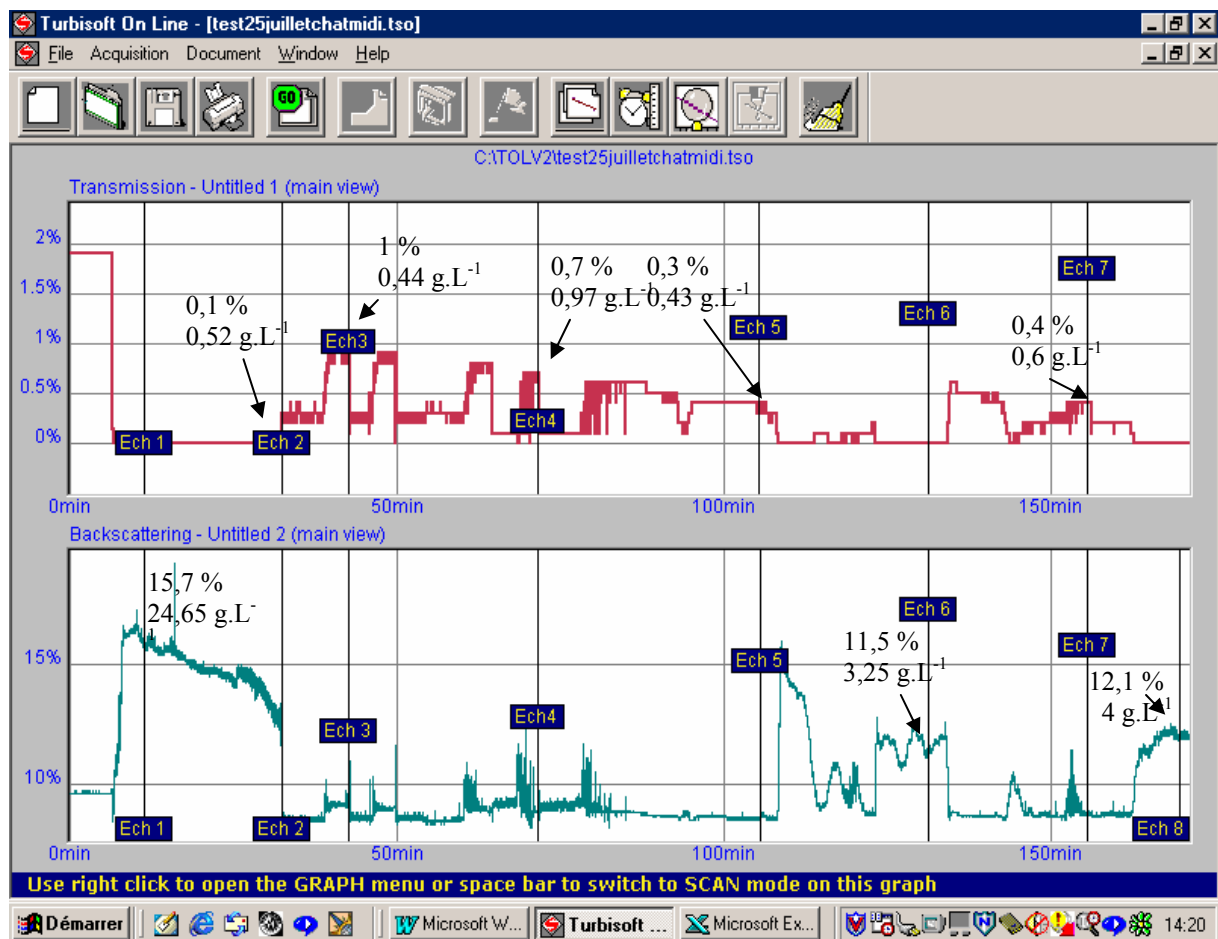 Turbisoft On Line - [test25juilletchatmidi.tso]
File Acquisition Document Window Help
GO
C:\TOLV2\test25juilletchatmidi.tso
Transmission - Untitled 1 (main view)
2%
1.5%
1%
0.5%
0%
0,1 %
0,52 g.L-1
1 %
0,44 g.L-1
0,7 %
0,97 g.L-1
0,3 %
0,43 g.L-1
0,4 %
0,6 g.L-1
Ech 1
Ech 2
Ech3
Ech4
Ech 5
Ech 6
Ech 7
0min 50min 100min 150min
Backscattering - Untitled 2 (main view)
15%
10%
15,7 %
24,65 g.L-
1
11,5 %
3,25 g.L-1
12,1 %
4 g.L-1
Ech 1
Ech 2
Ech 3
Ech4
Ech 5
Ech 6
Ech 7
Ech 8
0min 50min 100min 150min
Use right click to open the GRAPH menu or space bar to switch to SCAN mode on this graph
Démarrer Microsoft W... Turbisoft ... Microsoft Ex... 14:20